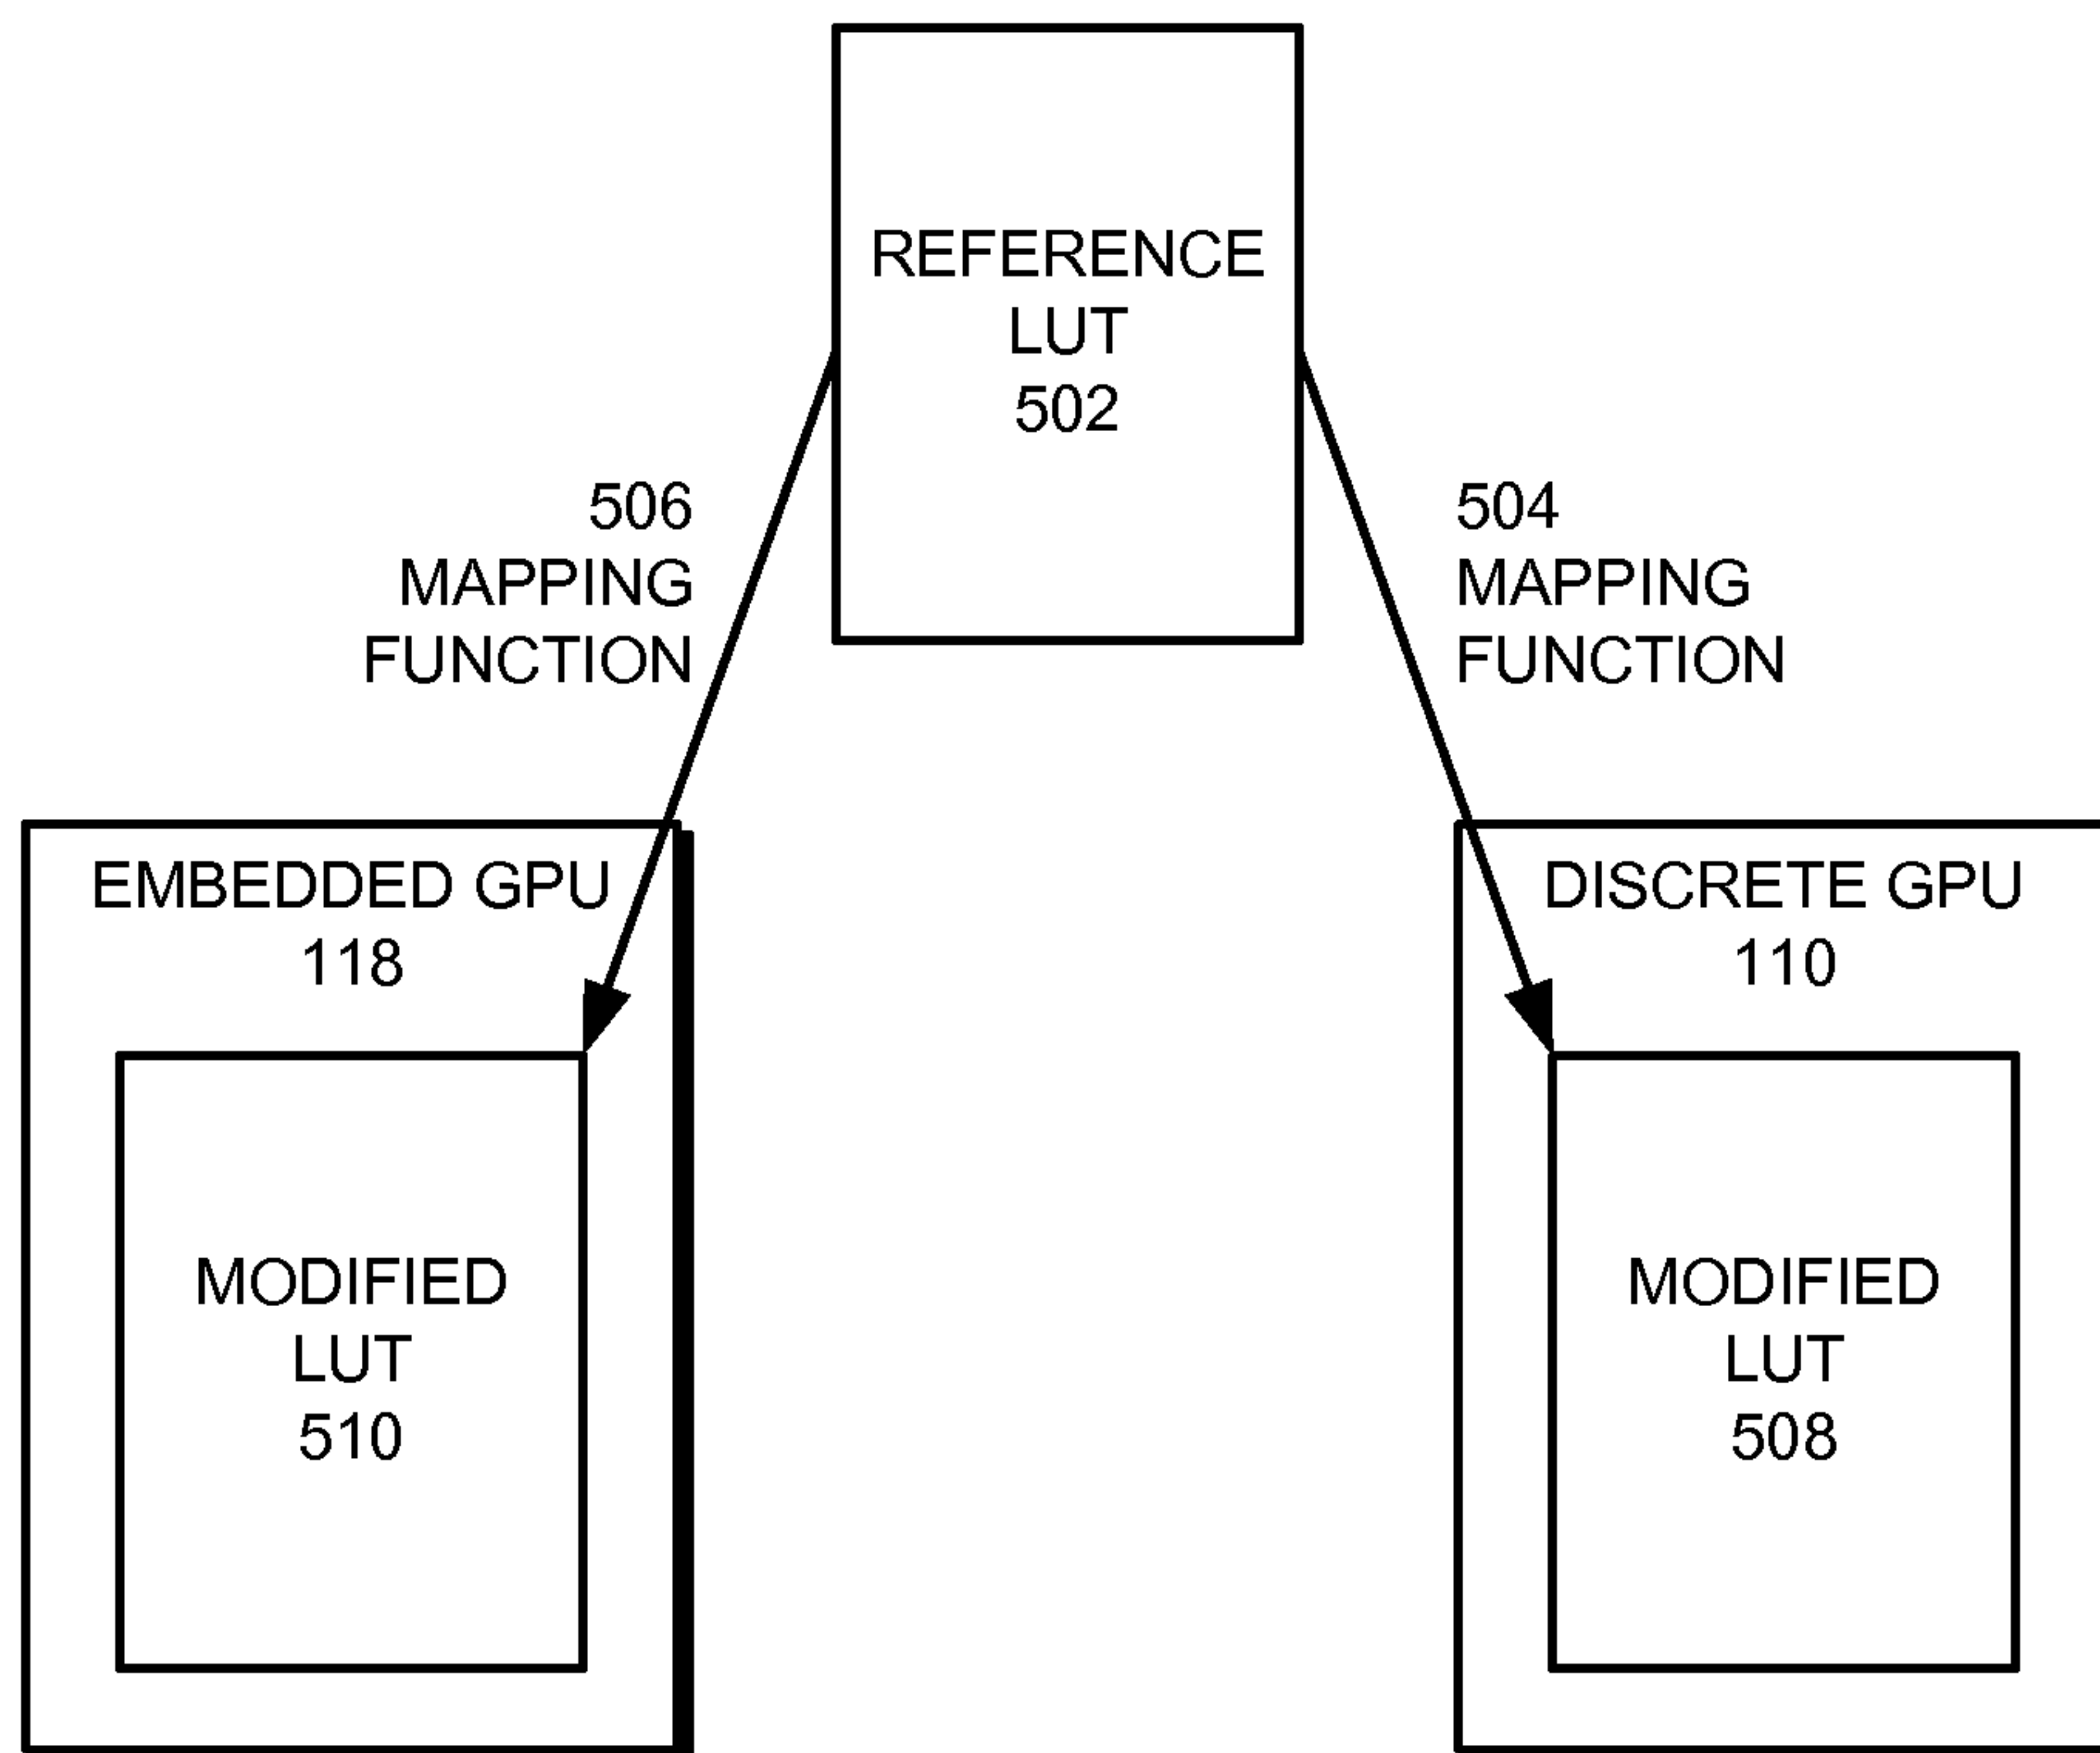 REFERENCE
LUT
502
506
MAPPING
FUNCTION
504
MAPPING
FUNCTION
EMBEDDED GPU
118
MODIFIED
LUT
510
DISCRETE GPU
110
MODIFIED
LUT
508